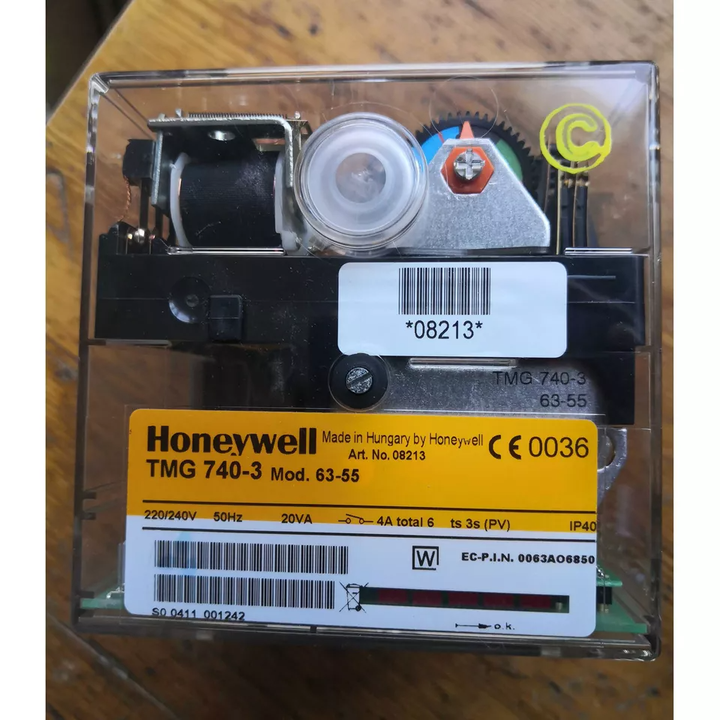 C
*08213*
TMG 740-3
63-55
Honeywell
Made in Hungary by Honeywell
Art. No. 08213
CE 0036
TMG 740-3 Mod. 63-55
220/240V 50Hz 20VA 4A total 6 ts 3s (PV) IP40
W EC-P.I.N. 0063AO6850
S0 0411 001242
o.k.